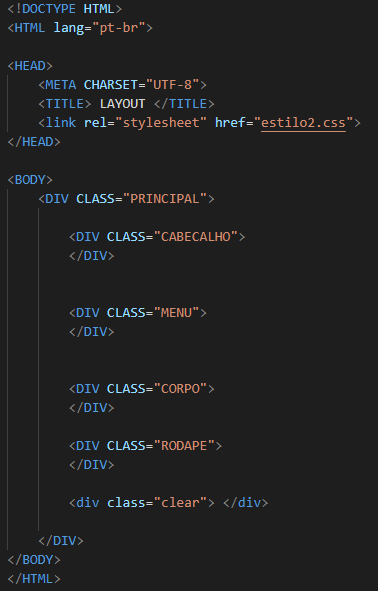 <!DOCTYPE HTML>
<HTML lang="pt-br">
<HEAD>
<META CHARSET="UTF-8">
<TITLE> LAYOUT </TITLE>
<link rel="stylesheet" href="estilo2.css">
</HEAD>
<BODY>
<DIV CLASS="PRINCIPAL">
<DIV CLASS="CABECALHO">
</DIV>
<DIV CLASS="MENU">
</DIV>
<DIV CLASS="CORPO">
</DIV>
<DIV CLASS="RODAPE">
</DIV>
<div class="clear"> </div>
</DIV>
</BODY>
</HTML>